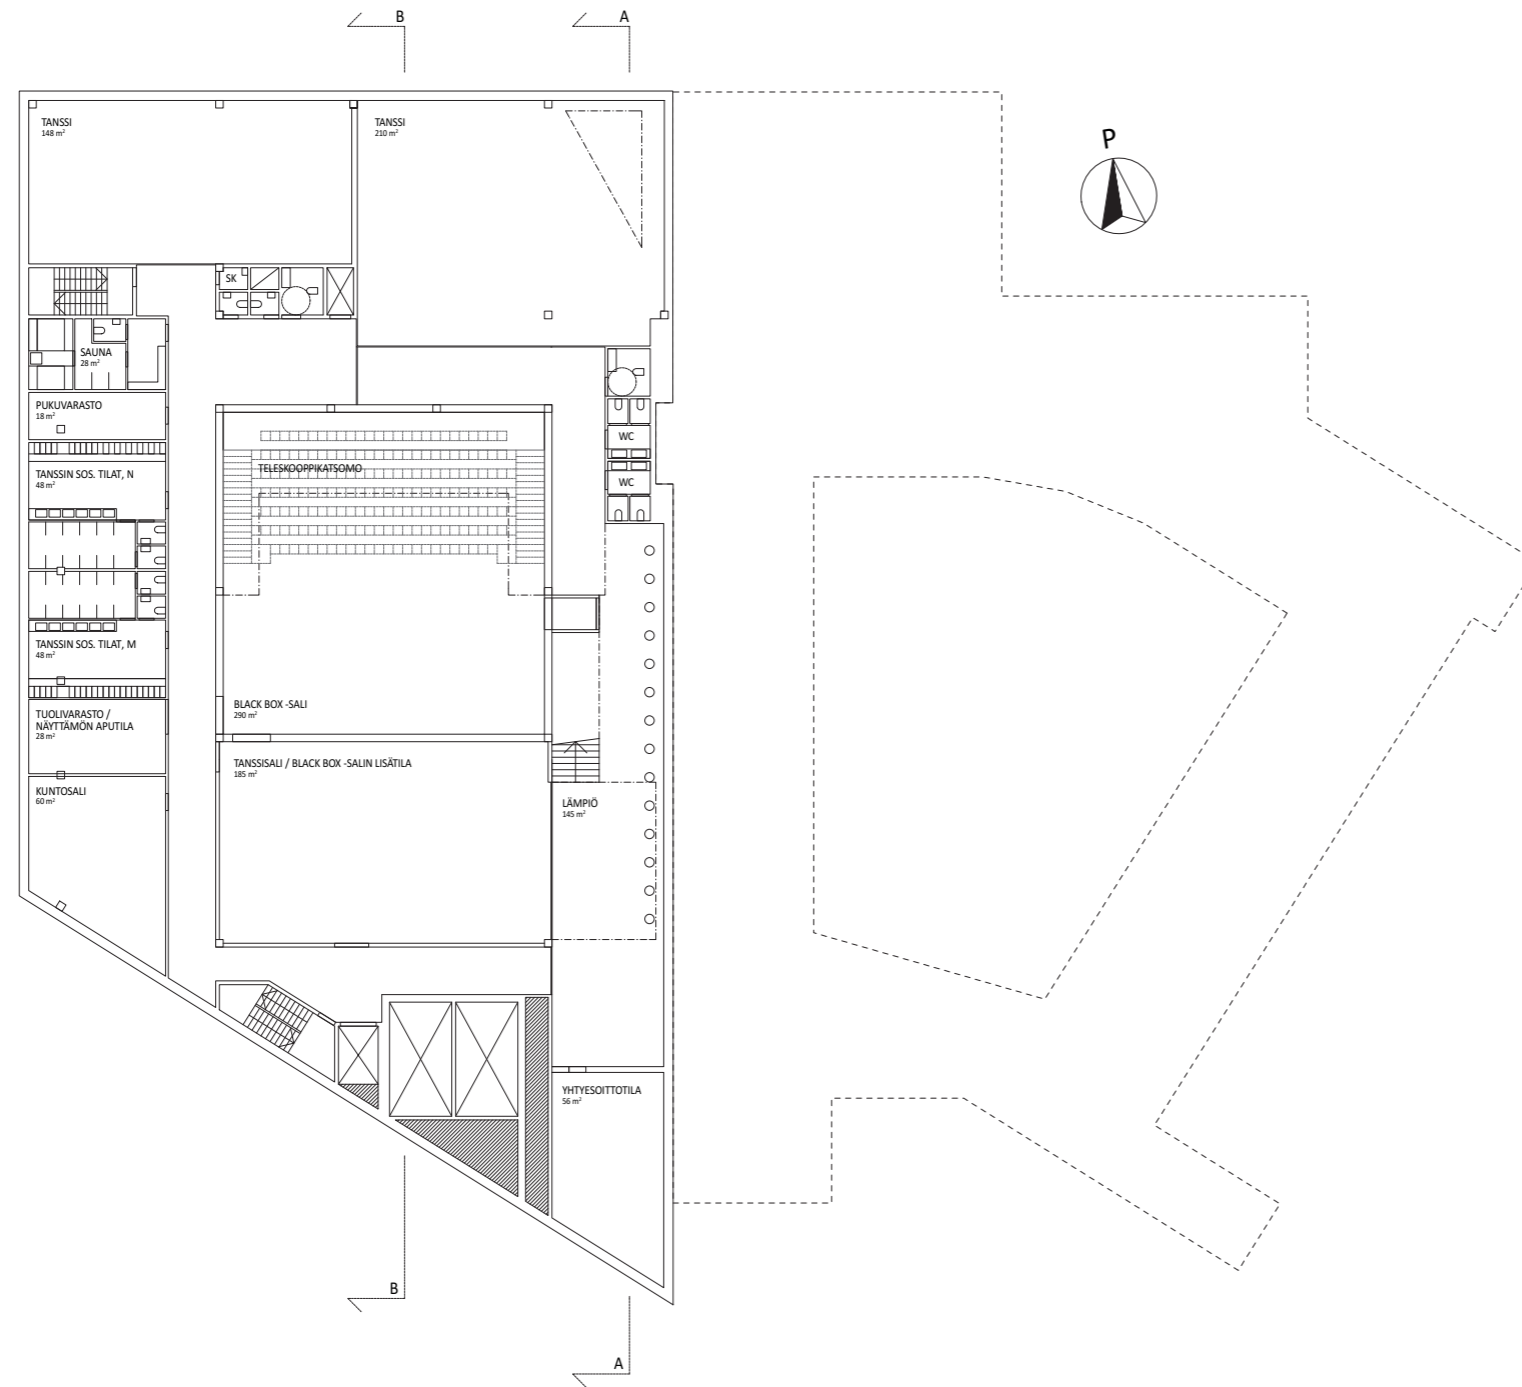 B
A
TANSSI
148 m²
TANSSI
210 m²
P
SK
SAUNA
28 m²
PUKUVARASTO
18 m²
WC
TANSSIN SOS. TILAT, N
48 m²
TELESKOOPPIKATSOMO
WC
TANSSIN SOS. TILAT, M
48 m²
TUOLIVARASTO /
NÄYTTÄMÖN APUTILA
28 m²
BLACK BOX -SALI
290 m²
TANSSISALI / BLACK BOX -SALIN LISÄTILA
185 m²
KUNTOSALI
60 m²
LÄMPIÖ
145 m²
YHTYESOITTOTILA
56 m²
B
A